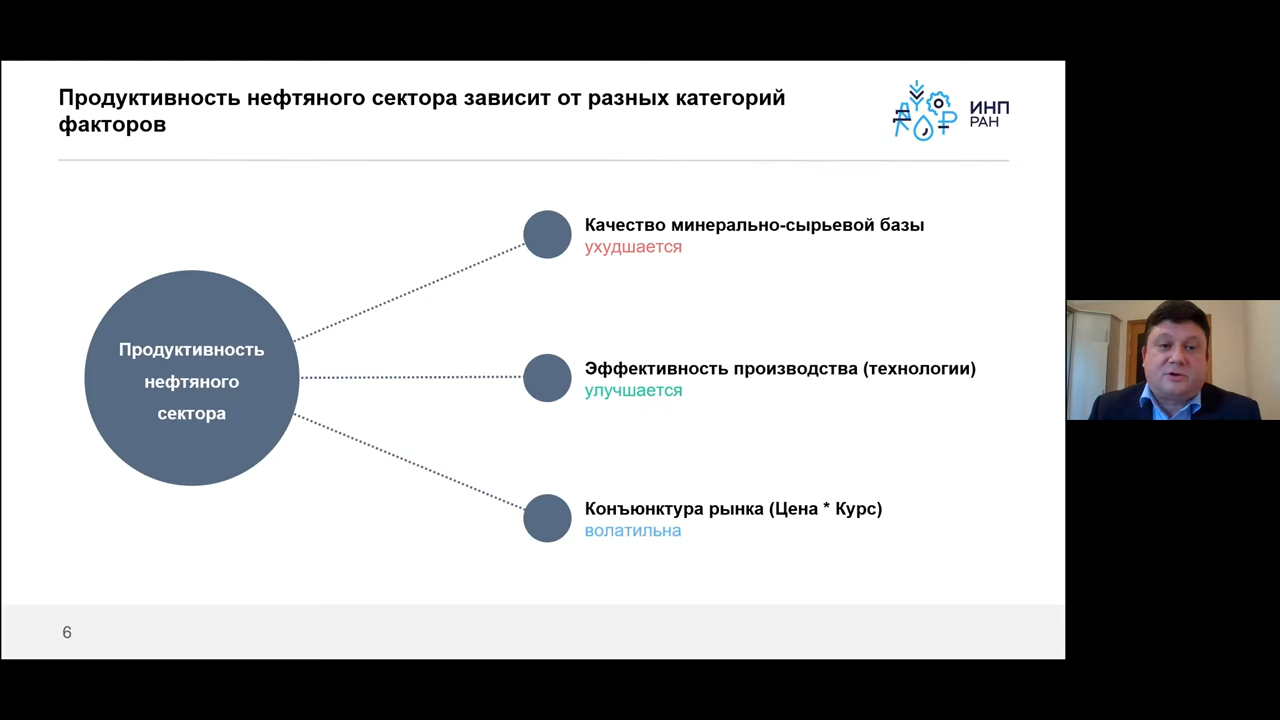 Продуктивность нефтяного сектора зависит от разных категорий
факторов
ИНП
РАН
Качество минерально-сырьевой базы
ухудшается
Продуктивность
нефтяного
сектора
Эффективность производства (технологии)
улучшается
Конъюнктура рынка (Цена * Курс)
волатильна
6